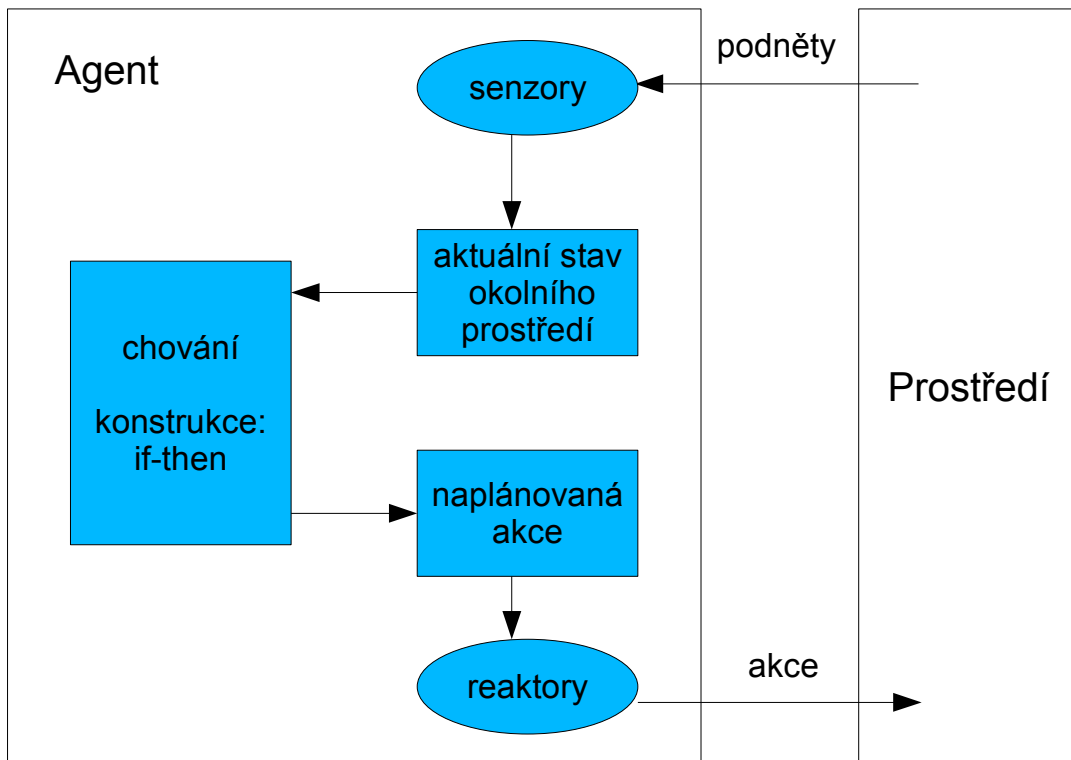 Agent
senzory
podněty
aktuální stav
okolního
prostředí
chování
konstrukce:
if-then
Prostředí
naplánovaná
akce
reaktory
akce